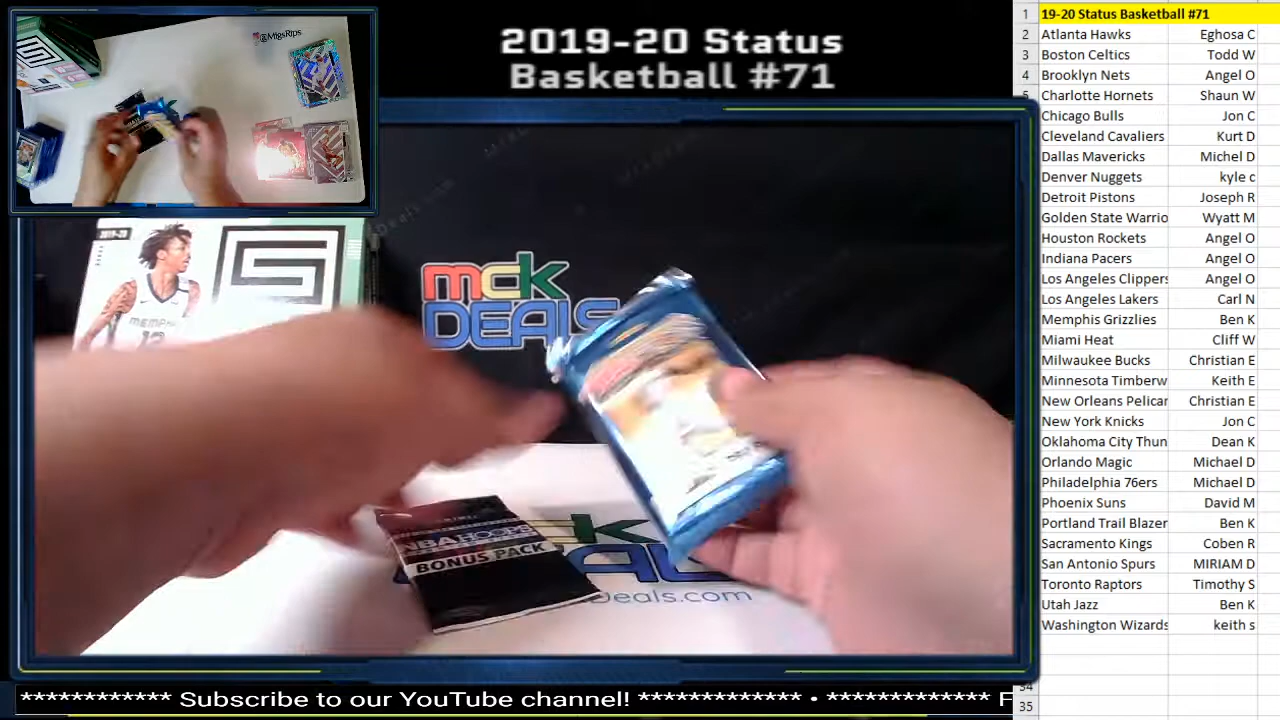 2019-20 Status
Basketball #71
@MigsRips
2019-20
MEMPHIS
12
mck
DEALS
NBA HOOPS
BONUS PACK
Deals.com
1 19-20 Status Basketball #71
2 Atlanta Hawks Eghosa C
3 Boston Celtics Todd W
4 Brooklyn Nets Angel O
5 Charlotte Hornets Shaun W
Chicago Bulls Jon C
Cleveland Cavaliers Kurt D
Dallas Mavericks Michel D
Denver Nuggets kyle c
Detroit Pistons Joseph R
Golden State Warrio Wyatt M
Houston Rockets Angel O
Indiana Pacers Angel O
Los Angeles Clippers Angel O
Los Angeles Lakers Carl N
Memphis Grizzlies Ben K
Miami Heat Cliff W
Milwaukee Bucks Christian E
Minnesota Timberw Keith E
New Orleans Pelicar Christian E
New York Knicks Jon C
Oklahoma City Thun Dean K
Orlando Magic Michael D
Philadelphia 76ers Michael D
Phoenix Suns David M
Portland Trail Blazer Ben K
Sacramento Kings Coben R
San Antonio Spurs MIRIAM D
Toronto Raptors Timothy S
Utah Jazz Ben K
Washington Wizards keith s
34
35
************ Subscribe to our YouTube channel! ************* • ************* F